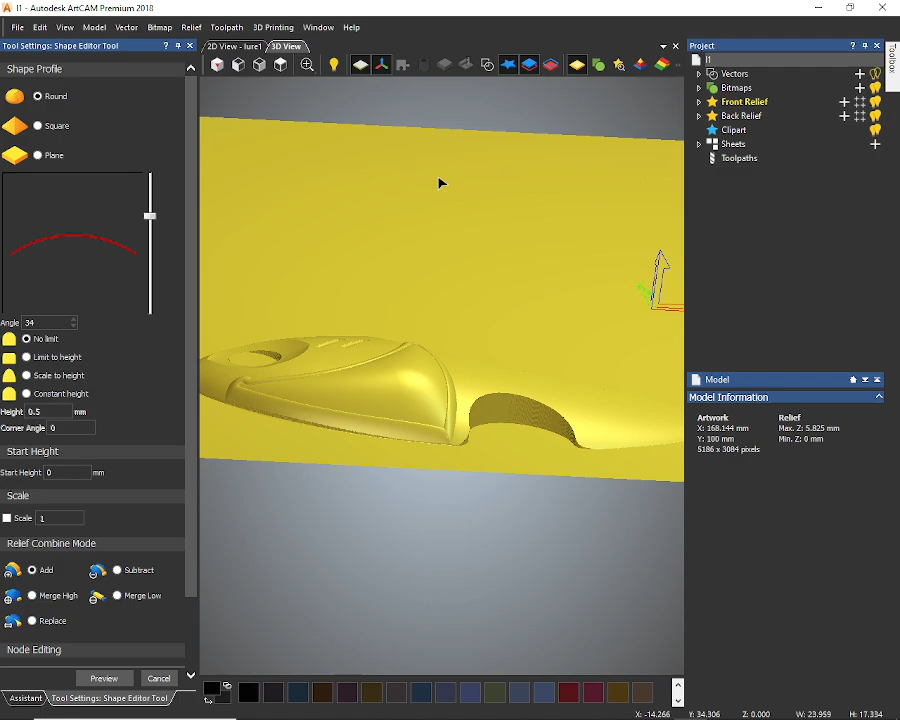 l1 - Autodesk ArtCAM Premium 2018
File Edit View Model Vector Bitmap Relief Toolpath 3D Printing Window Help
Tool Settings: Shape Editor Tool
2D View - lure1
3D View
Project
Toolbox
Shape Profile
l1
Vectors
Bitmaps
Front Relief
Back Relief
Clipart
Sheets
Toolpaths
Round
Square
Plane
Angle 34
No limit
Limit to height
Scale to height
Constant height
Height 0.5 mm
Corner Angle 0
Start Height
Start Height 0 mm
Scale
Scale 1
Relief Combine Mode
Add
Subtract
Merge High
Merge Low
Replace
Node Editing
Preview
Cancel
Assistant
Tool Settings: Shape Editor Tool
Model
Model Information
Artwork
X: 168.144 mm
Y: 100 mm
5186 x 3084 pixels
Relief
Max. Z: 5.825 mm
Min. Z: 0 mm
X: -14.266 Y: 34.306 Z: 0.000 W: 23.959 H: 17.334